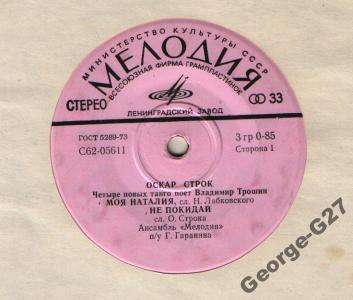 МИНИСТЕРСТВО КУЛЬТУРЫ СССР
МЕЛОДИЯ
ВСЕСОЮЗНАЯ ФИРМА ГРАМПЛАСТИНОК
СТЕРЕО
33
ЛЕНИНГРАДСКИЙ ЗАВОД
ГОСТ 5289-73
3 гр 0-85
С62-05611
Сторона 1
ОСКАР СТРОК
Четыре новых танго поет Владимир Трошин
МОЯ НАТАЛИЯ, сл. Н. Лабковского
НЕ ПОКИДАЙ
сл. О. Строка
Ансамбль «Мелодия»
п/у Г. Гараняна
George-G27